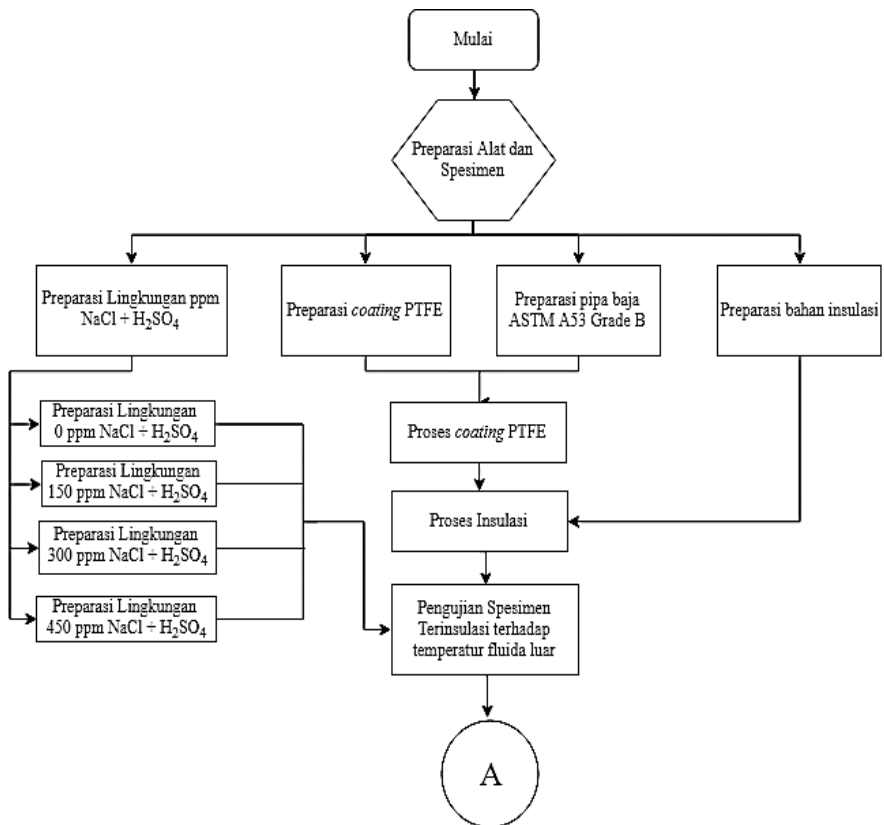 Mulai
Preparasi Alat dan
Spesimen
Preparasi Lingkungan ppm
NaCl + H₂SO₄
Preparasi coating PTFE
Preparasi pipa baja
ASTM A53 Grade B
Preparasi bahan insulasi
Preparasi Lingkungan
0 ppm NaCl + H₂SO₄
Preparasi Lingkungan
150 ppm NaCl + H₂SO₄
Preparasi Lingkungan
300 ppm NaCl + H₂SO₄
Preparasi Lingkungan
450 ppm NaCl + H₂SO₄
Proses coating PTFE
Proses Insulasi
Pengujian Spesimen
Terinsulasi terhadap
temperatur fluida luar
A